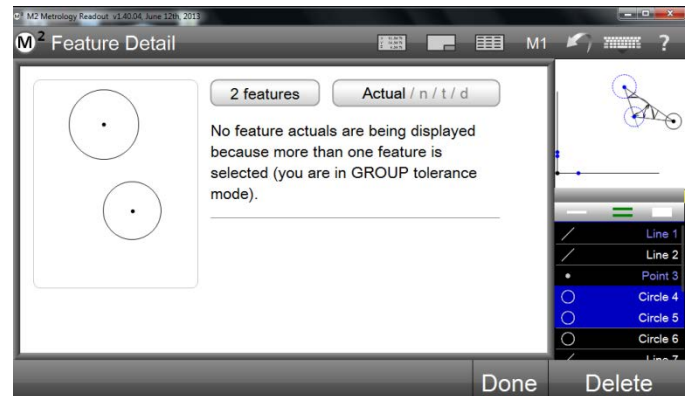 M2 Metrology Readout v1.40.04, June 12th, 2013
M2 Feature Detail
M1
?
2 features
Actual / n / t / d
No feature actuals are being displayed
because more than one feature is
selected (you are in GROUP tolerance
mode).
Line 1
Line 2
Point 3
Circle 4
Circle 5
Circle 6
Line 7
Done
Delete